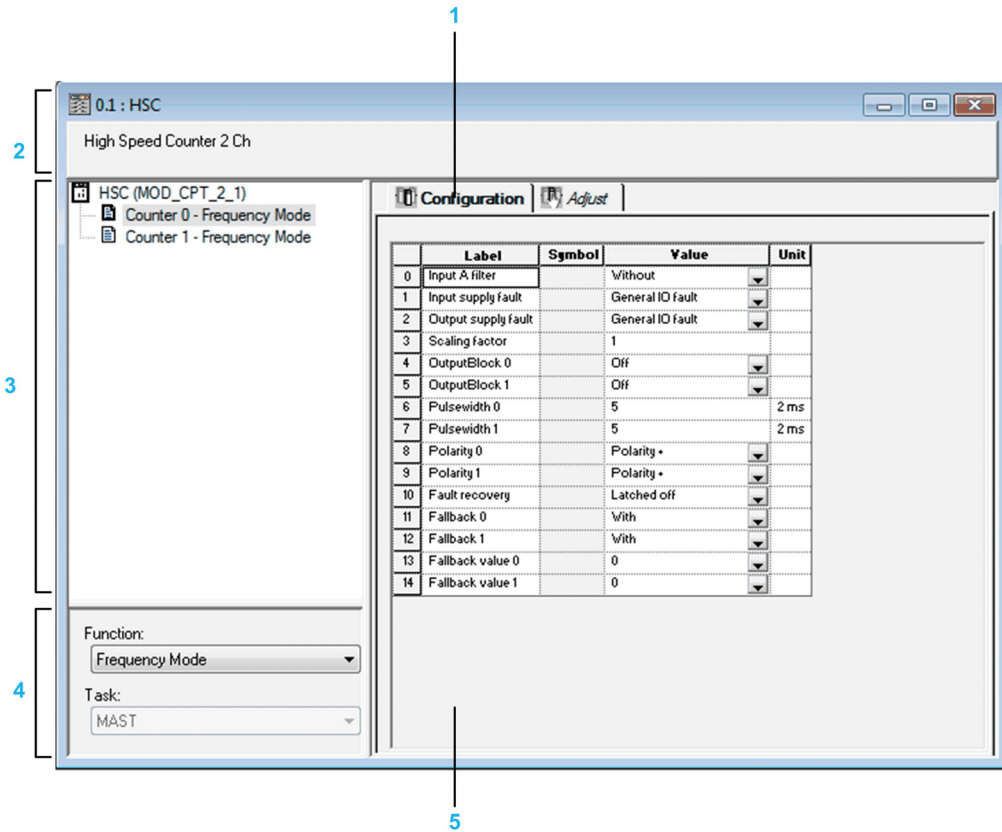 1
2
0.1 : HSC
High Speed Counter 2 Ch
3
HSC (MOD_CPT_2_1)
Counter 0 - Frequency Mode
Counter 1 - Frequency Mode
Configuration Adjust
Label Symbol Value Unit
0 Input A filter Without
1 Input supply fault General IO fault
2 Output supply fault General IO fault
3 Scaling factor 1
4 OutputBlock 0 Off
5 OutputBlock 1 Off
6 Pulsewidth 0 5 2 ms
7 Pulsewidth 1 5 2 ms
8 Polarity 0 Polarity +
9 Polarity 1 Polarity +
10 Fault recovery Latched off
11 Fallback 0 With
12 Fallback 1 With
13 Fallback value 0 0
14 Fallback value 1 0
4
Function:
Frequency Mode
Task:
MAST
5